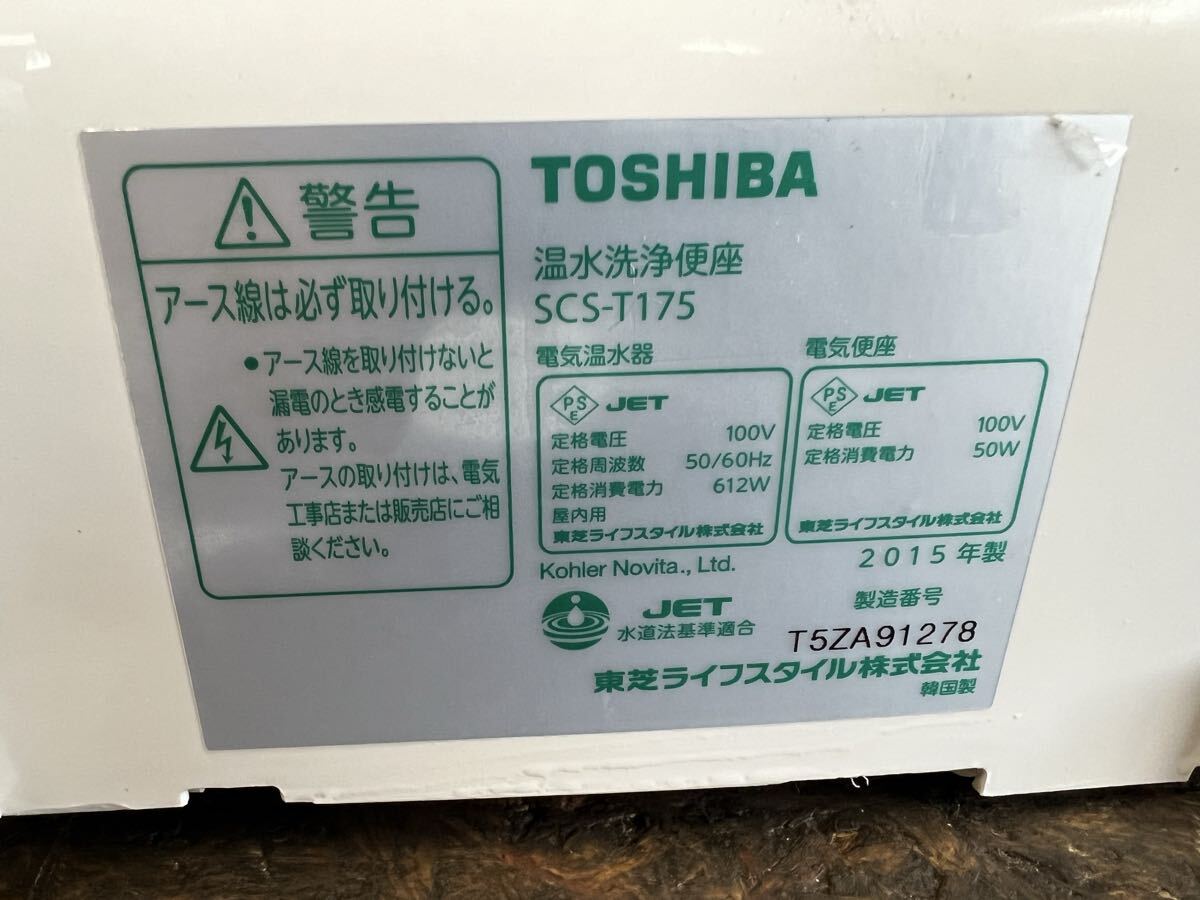 警告
アース線は必ず取り付ける。
●アース線を取り付けないと
漏電のとき感電することが
あります。
アースの取り付けは、電気
工事店または販売店にご相
談ください。
TOSHIBA
温水洗浄便座
SCS-T175
電気温水器
PSE JET
定格電圧 100V
定格周波数 50/60Hz
定格消費電力 612W
屋内用
東芝ライフスタイル株式会社
電気便座
PSE JET
定格電圧 100V
定格消費電力 50W
東芝ライフスタイル株式会社
Kohler Novita., Ltd.
2015年製
JET
水道法基準適合
製造番号
T5ZA91278
東芝ライフスタイル株式会社
韓国製